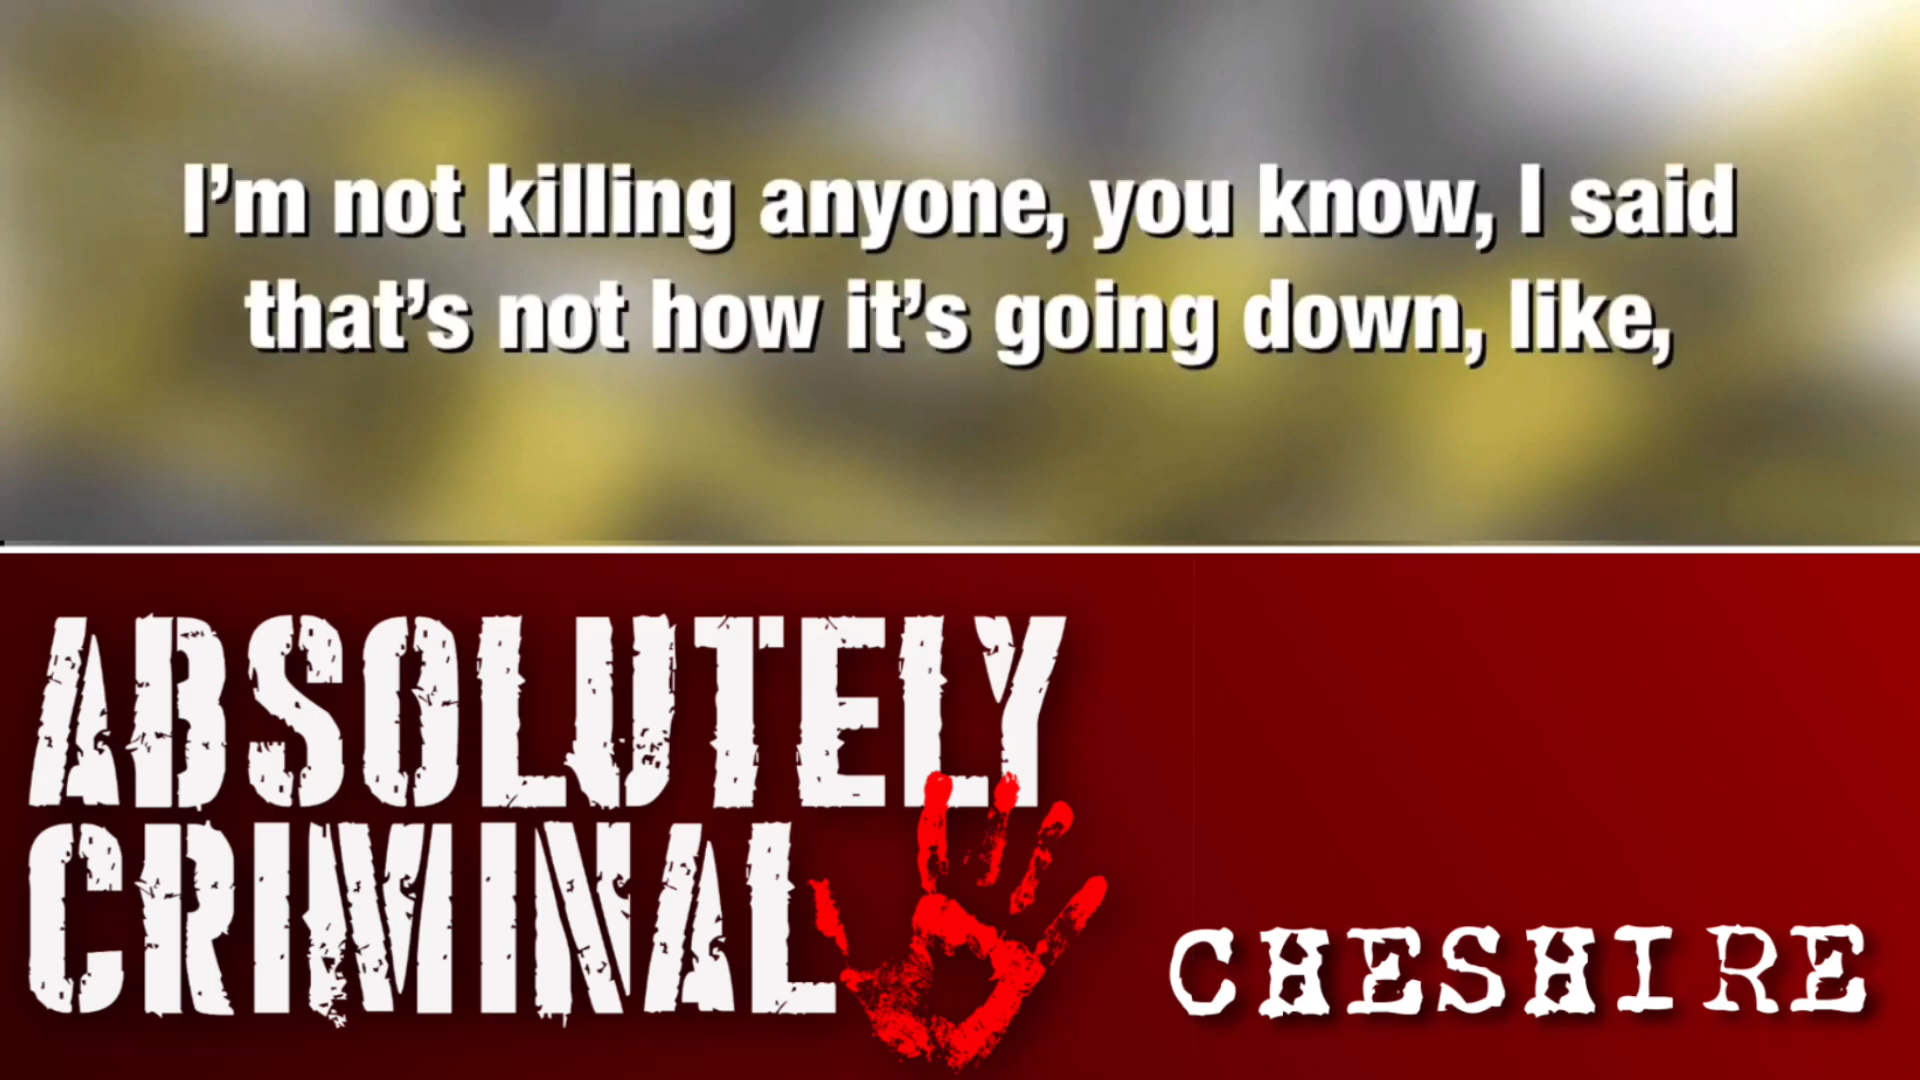 I’m not killing anyone, you know, I said
that’s not how it’s going down, like,
ABSOLUTELY
CRIMINAL
CHESHIRE